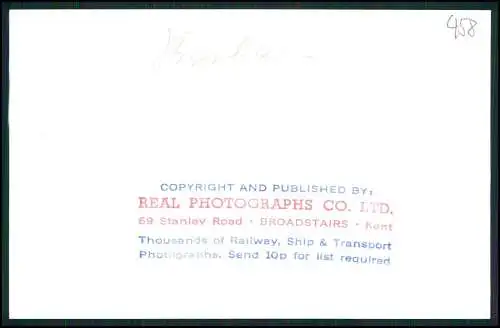 458
COPYRIGHT AND PUBLISHED BY:
REAL PHOTOGRAPHS CO. LTD.
69 Stanley Road · BROADSTAIRS · Kent
Thousands of Railway, Ship & Transport
Photographs. Send 10p for list required